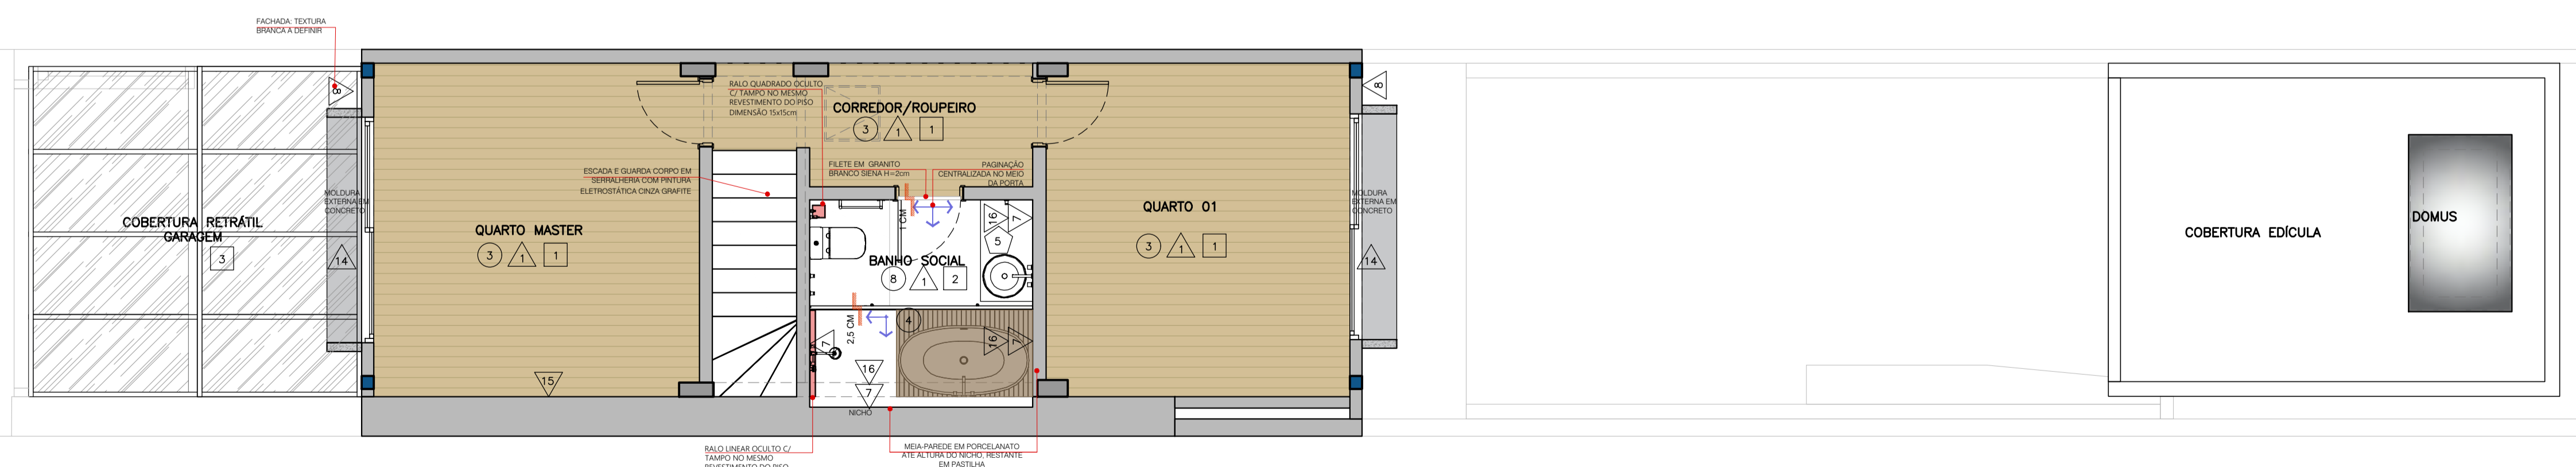 FACHADA: TEXTURA
BRANCA A DEFINIR
8
MOLDURA
EXTERNA EM
CONCRETO
COBERTURA RETRÁTIL
GARAGEM
3
14
QUARTO MASTER
3
1
1
15
ESCADA E GUARDA CORPO EM
SERRALHERIA COM PINTURA
ELETROSTÁTICA CINZA GRAFITE
RALO QUADRADO OCULTO
C/ TAMPO NO MESMO
REVESTIMENTO DO PISO
DIMENSÃO 15x15cm
CORREDOR/ROUPEIRO
3
1
1
FILETE EM GRANITO
BRANCO SIENA H=2cm
PAGINAÇÃO
CENTRALIZADA NO MEIO
DA PORTA
1 CM
16
7
5
BANHO SOCIAL
8
1
2
4
2,5 CM
7
16
7
16
7
NICHO
RALO LINEAR OCULTO C/
TAMPO NO MESMO
REVESTIMENTO DO PISO
MEIA-PAREDE EM PORCELANATO
ATE ALTURA DO NICHO, RESTANTE
EM PASTILHA
QUARTO 01
3
1
1
8
MOLDURA
EXTERNA EM
CONCRETO
14
COBERTURA EDÍCULA
DOMUS